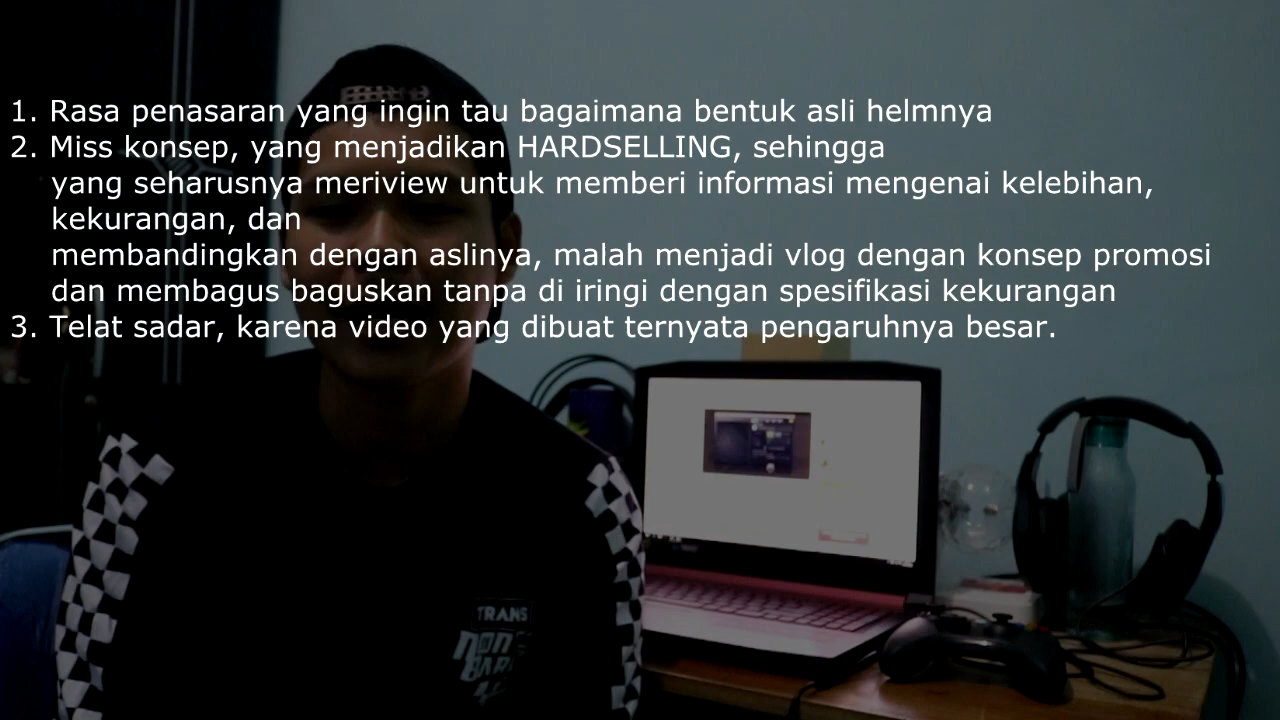 1. Rasa penasaran yang ingin tau bagaimana bentuk asli helmnya
2. Miss konsep, yang menjadikan HARDSELLING, sehingga
yang seharusnya meriview untuk memberi informasi mengenai kelebihan,
kekurangan, dan
membandingkan dengan aslinya, malah menjadi vlog dengan konsep promosi
dan membagus baguskan tanpa di iringi dengan spesifikasi kekurangan
3. Telat sadar, karena video yang dibuat ternyata pengaruhnya besar.
TRANS